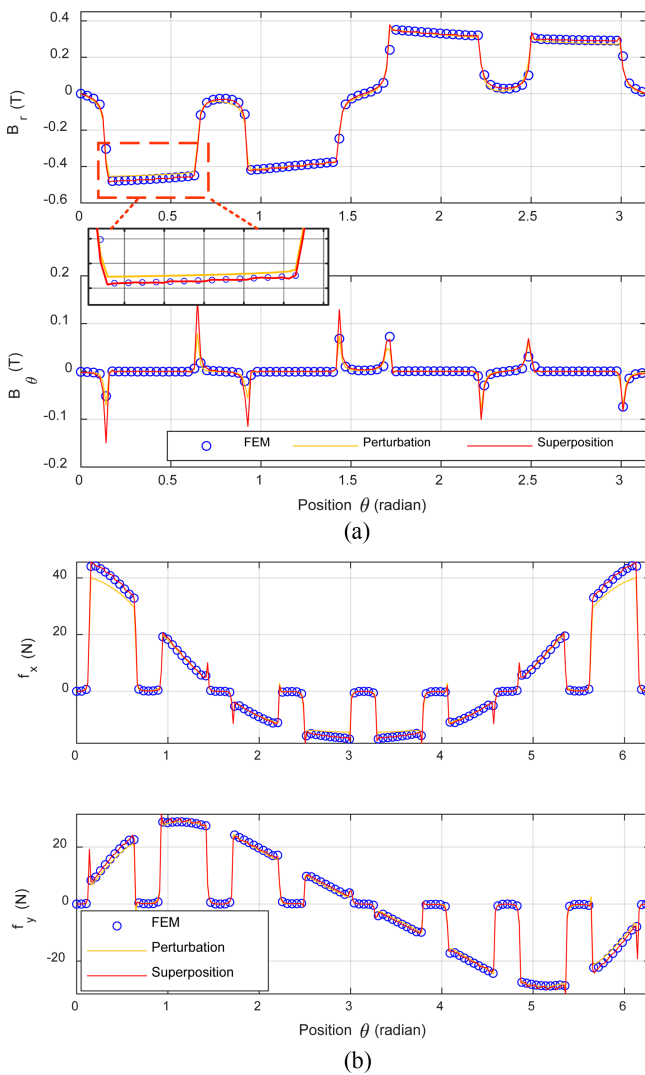 0.4
0.2
0
-0.2
-0.4
-0.6
B r (T)
0 0.5 1 1.5 2 2.5 3
0.2
0.1
0
-0.1
-0.2
B θ (T)
FEM Perturbation Superposition
0 0.5 1 1.5 2 2.5 3
Position θ (radian)
(a)
40
20
0
f x (N)
0 1 2 3 4 5 6
20
0
-20
f y (N)
FEM
Perturbation
Superposition
0 1 2 3 4 5 6
Position θ (radian)
(b)